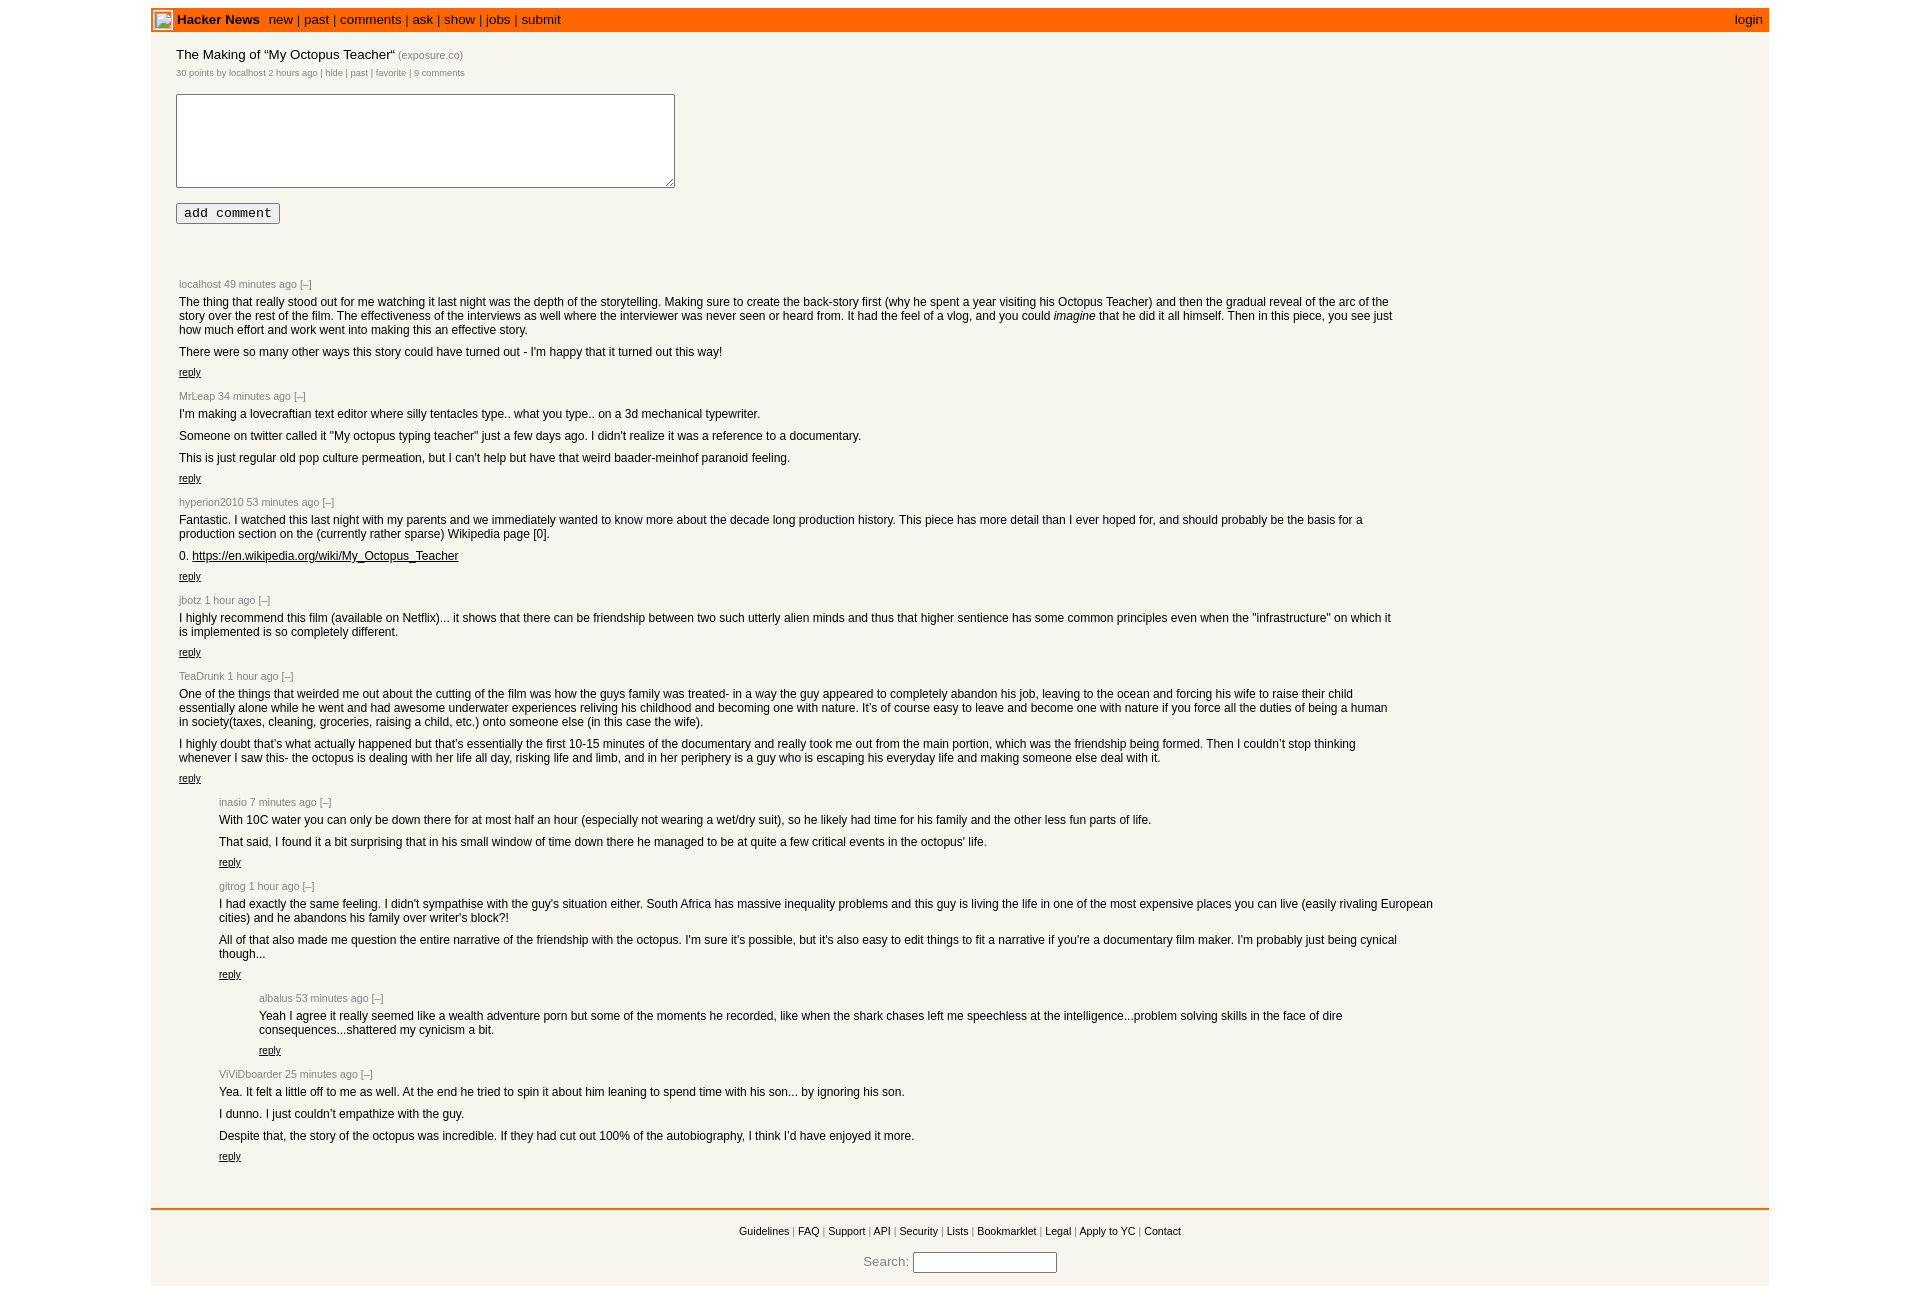 Hacker News new | past | comments | ask | show | jobs | submit login
The Making of “My Octopus Teacher“ (exposure.co)
30 points by localhost 2 hours ago | hide | past | favorite | 9 comments
add comment
localhost 49 minutes ago [–]
The thing that really stood out for me watching it last night was the depth of the storytelling. Making sure to create the back-story first (why he spent a year visiting his Octopus Teacher) and then the gradual reveal of the arc of the
story over the rest of the film. The effectiveness of the interviews as well where the interviewer was never seen or heard from. It had the feel of a vlog, and you could imagine that he did it all himself. Then in this piece, you see just
how much effort and work went into making this an effective story.
There were so many other ways this story could have turned out - I'm happy that it turned out this way!
reply
MrLeap 34 minutes ago [–]
I'm making a lovecraftian text editor where silly tentacles type.. what you type.. on a 3d mechanical typewriter.
Someone on twitter called it "My octopus typing teacher" just a few days ago. I didn't realize it was a reference to a documentary.
This is just regular old pop culture permeation, but I can't help but have that weird baader-meinhof paranoid feeling.
reply
hyperion2010 53 minutes ago [–]
Fantastic. I watched this last night with my parents and we immediately wanted to know more about the decade long production history. This piece has more detail than I ever hoped for, and should probably be the basis for a
production section on the (currently rather sparse) Wikipedia page [0].
0. https://en.wikipedia.org/wiki/My_Octopus_Teacher
reply
jbotz 1 hour ago [–]
I highly recommend this film (available on Netflix)... it shows that there can be friendship between two such utterly alien minds and thus that higher sentience has some common principles even when the "infrastructure" on which it
is implemented is so completely different.
reply
TeaDrunk 1 hour ago [–]
One of the things that weirded me out about the cutting of the film was how the guys family was treated- in a way the guy appeared to completely abandon his job, leaving to the ocean and forcing his wife to raise their child
essentially alone while he went and had awesome underwater experiences reliving his childhood and becoming one with nature. It’s of course easy to leave and become one with nature if you force all the duties of being a human
in society(taxes, cleaning, groceries, raising a child, etc.) onto someone else (in this case the wife).
I highly doubt that’s what actually happened but that’s essentially the first 10-15 minutes of the documentary and really took me out from the main portion, which was the friendship being formed. Then I couldn’t stop thinking
whenever I saw this- the octopus is dealing with her life all day, risking life and limb, and in her periphery is a guy who is escaping his everyday life and making someone else deal with it.
reply
inasio 7 minutes ago [–]
With 10C water you can only be down there for at most half an hour (especially not wearing a wet/dry suit), so he likely had time for his family and the other less fun parts of life.
That said, I found it a bit surprising that in his small window of time down there he managed to be at quite a few critical events in the octopus' life.
reply
gitrog 1 hour ago [–]
I had exactly the same feeling. I didn't sympathise with the guy's situation either. South Africa has massive inequality problems and this guy is living the life in one of the most expensive places you can live (easily rivaling European
cities) and he abandons his family over writer's block?!
All of that also made me question the entire narrative of the friendship with the octopus. I'm sure it's possible, but it's also easy to edit things to fit a narrative if you're a documentary film maker. I'm probably just being cynical
though...
reply
albalus 53 minutes ago [–]
Yeah I agree it really seemed like a wealth adventure porn but some of the moments he recorded, like when the shark chases left me speechless at the intelligence...problem solving skills in the face of dire
consequences...shattered my cynicism a bit.
reply
ViViDboarder 25 minutes ago [–]
Yea. It felt a little off to me as well. At the end he tried to spin it about him leaning to spend time with his son... by ignoring his son.
I dunno. I just couldn’t empathize with the guy.
Despite that, the story of the octopus was incredible. If they had cut out 100% of the autobiography, I think I’d have enjoyed it more.
reply
Guidelines | FAQ | Support | API | Security | Lists | Bookmarklet | Legal | Apply to YC | Contact
Search: